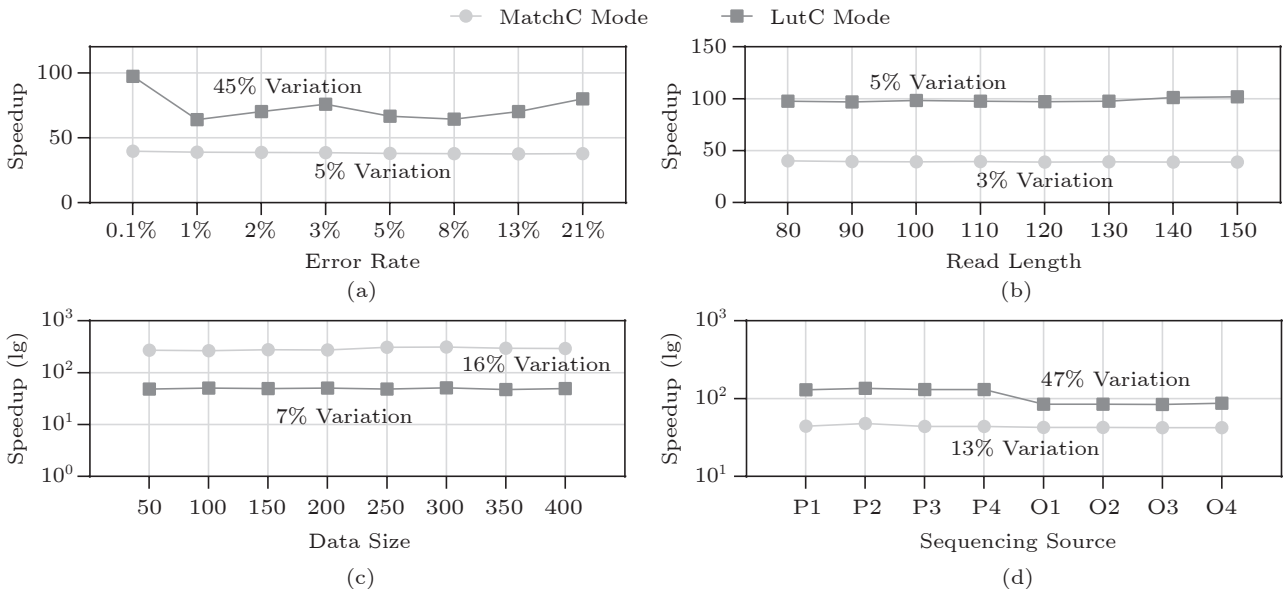 MatchC Mode LutC Mode
Speedup
100
50
0
45% Variation
5% Variation
0.1% 1% 2% 3% 5% 8% 13% 21%
Error Rate
(a)
Speedup
150
100
50
0
5% Variation
3% Variation
80 90 100 110 120 130 140 150
Read Length
(b)
Speedup (lg)
10³
10²
10¹
10⁰
16% Variation
7% Variation
50 100 150 200 250 300 350 400
Data Size
(c)
Speedup (lg)
10³
10²
10¹
47% Variation
13% Variation
P1 P2 P3 P4 O1 O2 O3 O4
Sequencing Source
(d)